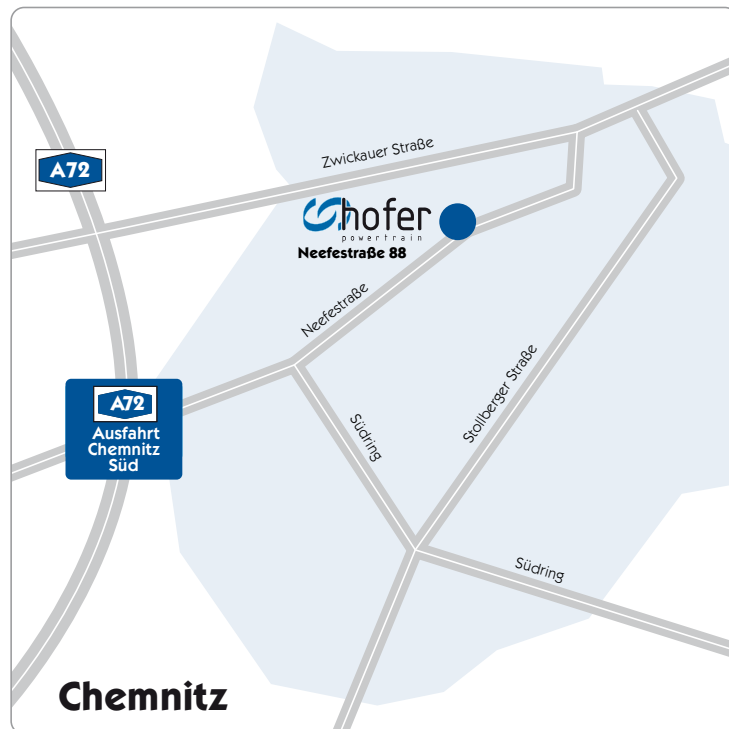 Zwickauer Straße
A72
hofer
powertrain
Neefestraße 88
Neefestraße
A72
Ausfahrt
Chemnitz
Süd
Südring
Stollberger Straße
Südring
Chemnitz